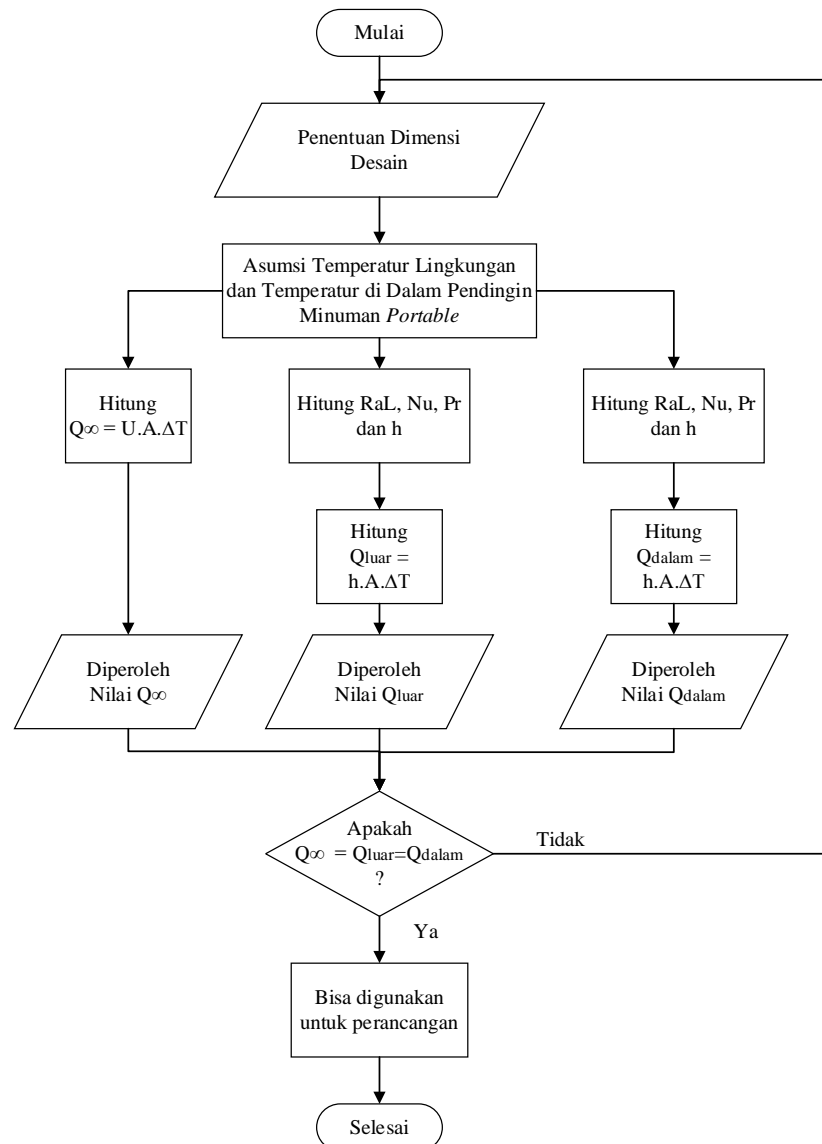 Mulai
Penentuan Dimensi
Desain
Asumsi Temperatur Lingkungan
dan Temperatur di Dalam Pendingin
Minuman Portable
Hitung
Q∞ = U.A.ΔT
Hitung RaL, Nu, Pr
dan h
Hitung RaL, Nu, Pr
dan h
Hitung
Qluar =
h.A.ΔT
Hitung
Qdalam =
h.A.ΔT
Diperoleh
Nilai Q∞
Diperoleh
Nilai Qluar
Diperoleh
Nilai Qdalam
Apakah
Q∞ = Qluar=Qdalam
?
Tidak
Ya
Bisa digunakan
untuk perancangan
Selesai